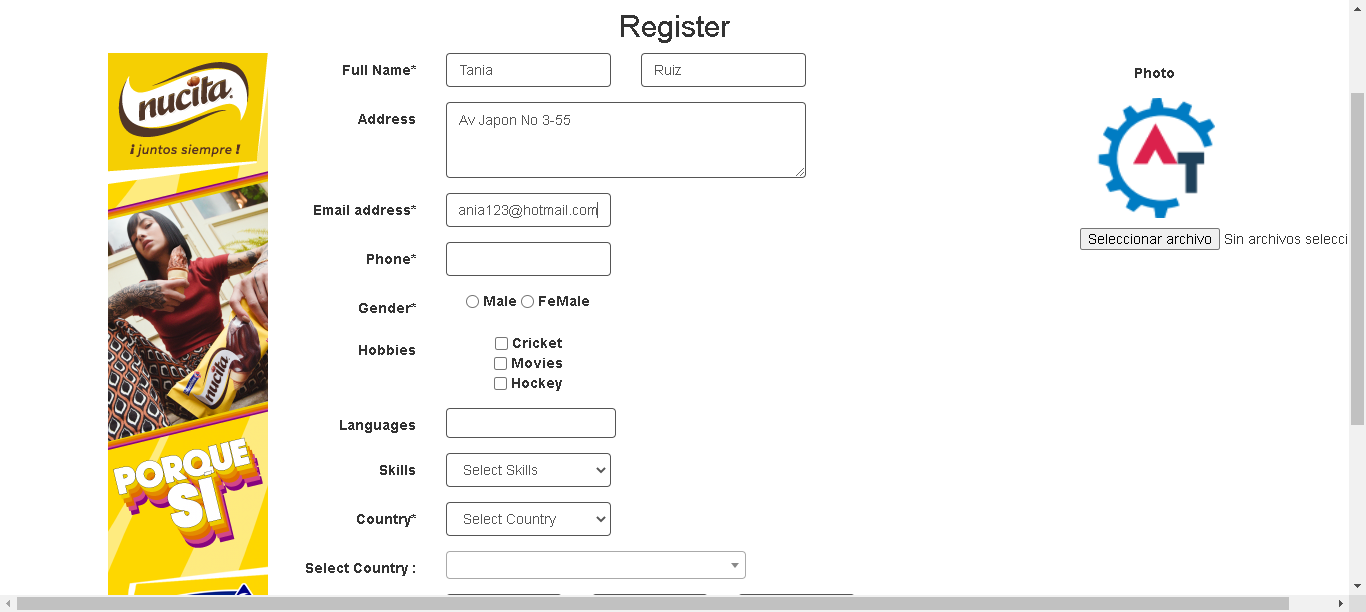 Register
nucita.
¡ juntos siempre !
nucita
PORQUE
SI
Full Name*
Tania
Ruiz
Address
Av Japon No 3-55
Email address*
ania123@hotmail.com
Phone*
Gender*
Male
FeMale
Hobbies
Cricket
Movies
Hockey
Languages
Skills
Select Skills
Country*
Select Country
Select Country :
Photo
AT
Seleccionar archivo
Sin archivos selecci